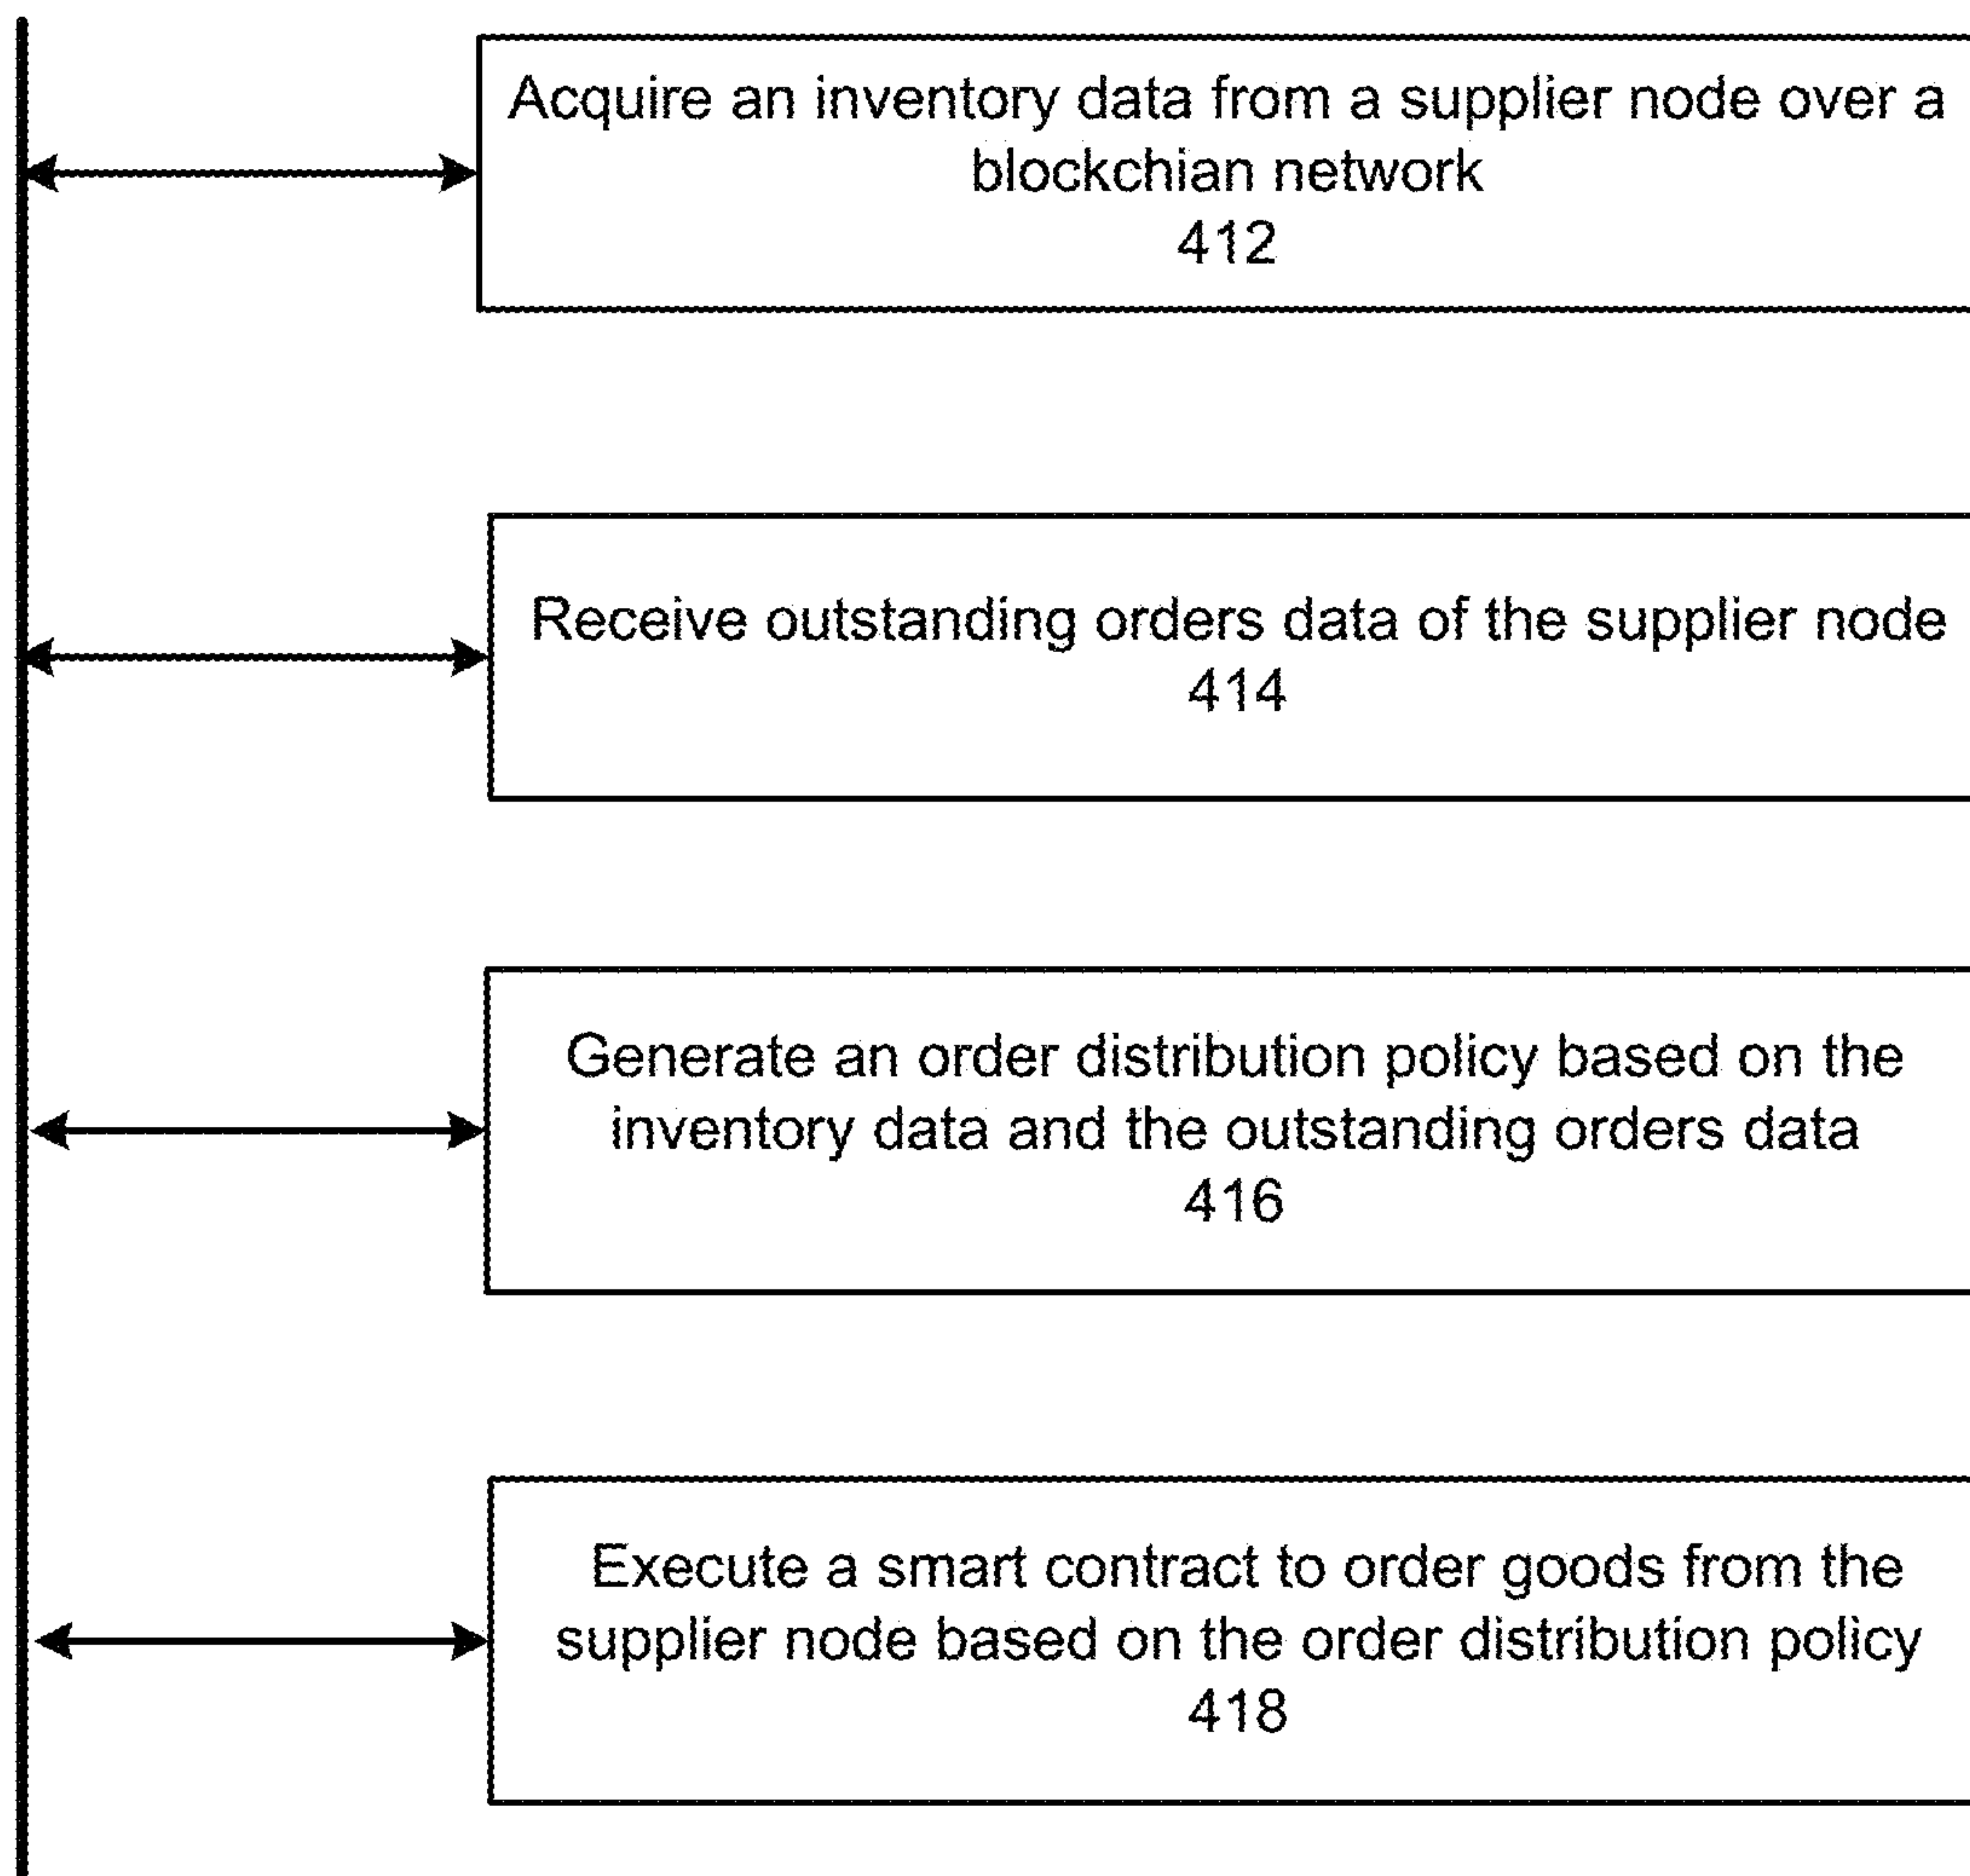 Acquire an inventory data from a supplier node over a
blockchian network
412
Receive outstanding orders data of the supplier node
414
Generate an order distribution policy based on the
inventory data and the outstanding orders data
416
Execute a smart contract to order goods from the
supplier node based on the order distribution policy
418